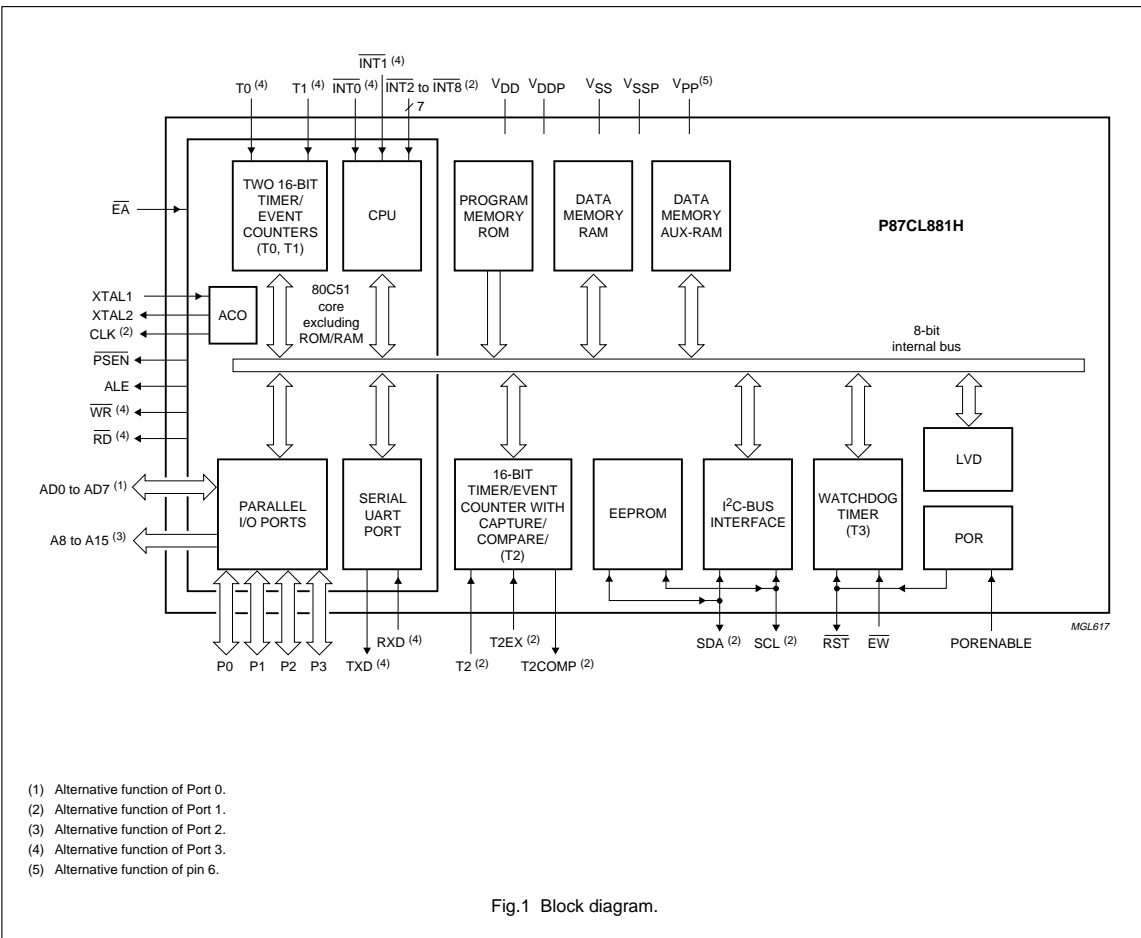 INT1 (4)
T0 (4)
T1 (4)
INT0 (4)
INT2 to INT8 (2)
VDD
VDDP
VSS
VSSP
VPP(5)
7
TWO 16-BIT
TIMER/
EVENT
COUNTERS
(T0, T1)
CPU
PROGRAM
MEMORY
ROM
DATA
MEMORY
RAM
DATA
MEMORY
AUX-RAM
P87CL881H
EA
XTAL1
XTAL2
CLK (2)
ACO
80C51
core
excluding
ROM/RAM
8-bit
internal bus
PSEN
ALE
WR (4)
RD (4)
AD0 to AD7 (1)
A8 to A15 (3)
PARALLEL
I/O PORTS
SERIAL
UART
PORT
16-BIT
TIMER/EVENT
COUNTER WITH
CAPTURE/
COMPARE/
(T2)
EEPROM
I2C-BUS
INTERFACE
WATCHDOG
TIMER
(T3)
LVD
POR
P0
P1
P2
P3
TXD (4)
RXD (4)
T2 (2)
T2EX (2)
T2COMP (2)
SDA (2)
SCL (2)
RST
EW
PORENABLE
MGL617
(1) Alternative function of Port 0.
(2) Alternative function of Port 1.
(3) Alternative function of Port 2.
(4) Alternative function of Port 3.
(5) Alternative function of pin 6.
Fig.1 Block diagram.